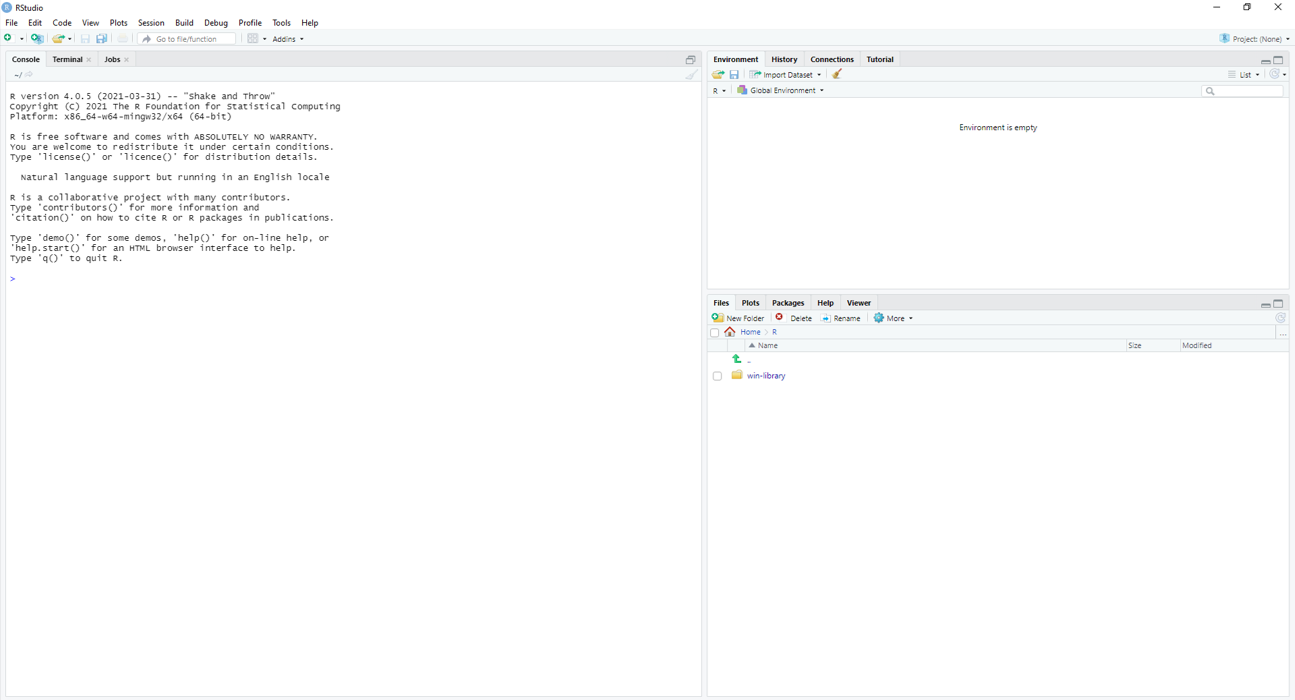 RStudio
File Edit Code View Plots Session Build Debug Profile Tools Help
Go to file/function Addins Project: (None)
Console Terminal Jobs
~/
R version 4.0.5 (2021-03-31) -- "Shake and Throw"
Copyright (C) 2021 The R Foundation for Statistical Computing
Platform: x86_64-w64-mingw32/x64 (64-bit)
R is free software and comes with ABSOLUTELY NO WARRANTY.
You are welcome to redistribute it under certain conditions.
Type 'license()' or 'licence()' for distribution details.
Natural language support but running in an English locale
R is a collaborative project with many contributors.
Type 'contributors()' for more information and
'citation()' on how to cite R or R packages in publications.
Type 'demo()' for some demos, 'help()' for on-line help, or
'help.start()' for an HTML browser interface to help.
Type 'q()' to quit R.
>
Environment History Connections Tutorial
Import Dataset List
R Global Environment
Environment is empty
Files Plots Packages Help Viewer
New Folder Delete Rename More
Home R ...
Name Size Modified
..
win-library